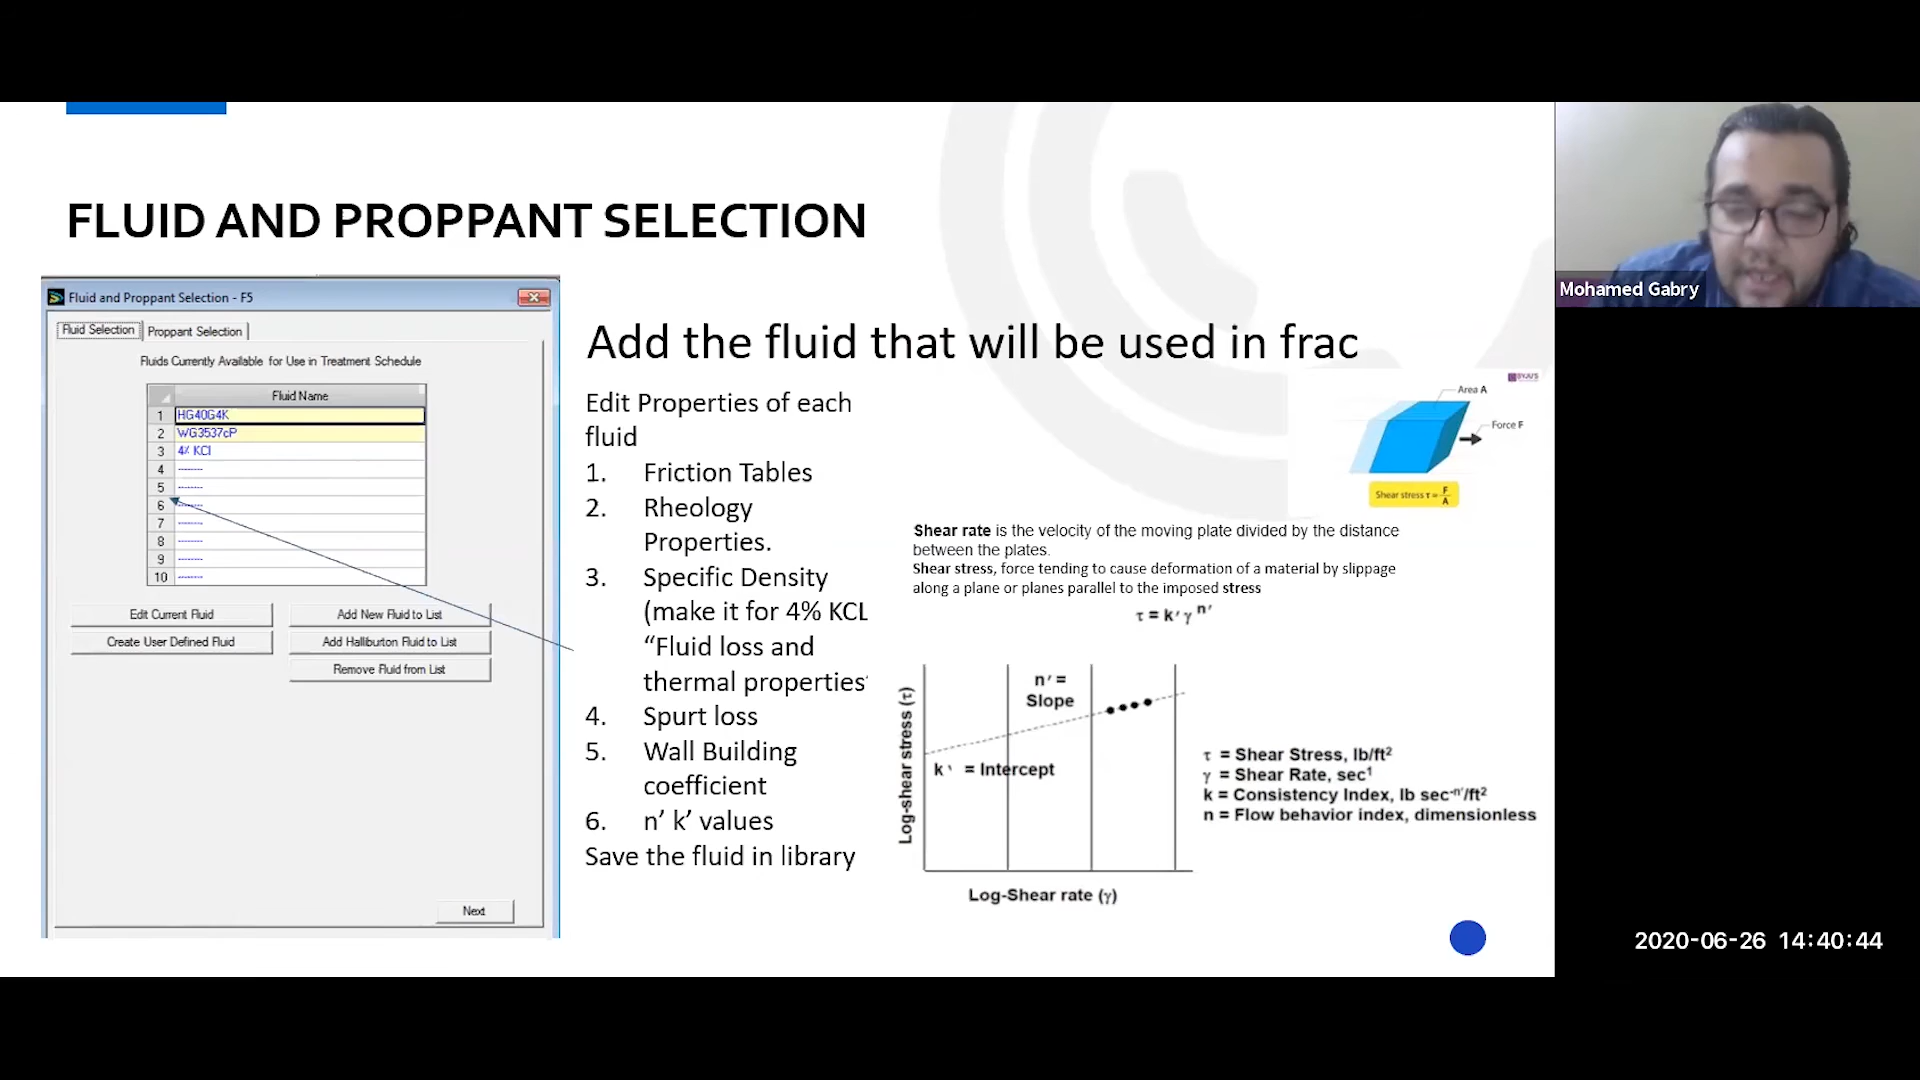 FLUID AND PROPPANT SELECTION
Fluid and Proppant Selection - F5
Fluid Selection
Proppant Selection
Fluids Currently Available for Use in Treatment Schedule
Fluid Name
1 HG40G4K
2 WG3537cP
3 4% KCl
4 -------
5 -------
6 -------
7 -------
8 -------
9 -------
10 -------
Edit Current Fluid
Add New Fluid to List
Create User Defined Fluid
Add Halliburton Fluid to List
Remove Fluid from List
Next
Add the fluid that will be used in frac
Edit Properties of each
fluid
1. Friction Tables
2. Rheology
Properties.
3. Specific Density
(make it for 4% KCL
“Fluid loss and
thermal properties
4. Spurt loss
5. Wall Building
coefficient
6. n’ k’ values
Save the fluid in library
BYJU'S
Area A
Force F
Shear stress τ = F/A
Shear rate is the velocity of the moving plate divided by the distance
between the plates.
Shear stress, force tending to cause deformation of a material by slippage
along a plane or planes parallel to the imposed stress
τ = k′ γ n′
n′ =
Slope
k‵ = Intercept
Log-shear stress (τ)
Log-Shear rate (γ)
τ = Shear Stress, lb/ft²
γ = Shear Rate, sec¹
k = Consistency Index, lb sec⁻ⁿ′/ft²
n = Flow behavior index, dimensionless
Mohamed Gabry
2020-06-26 14:40:44